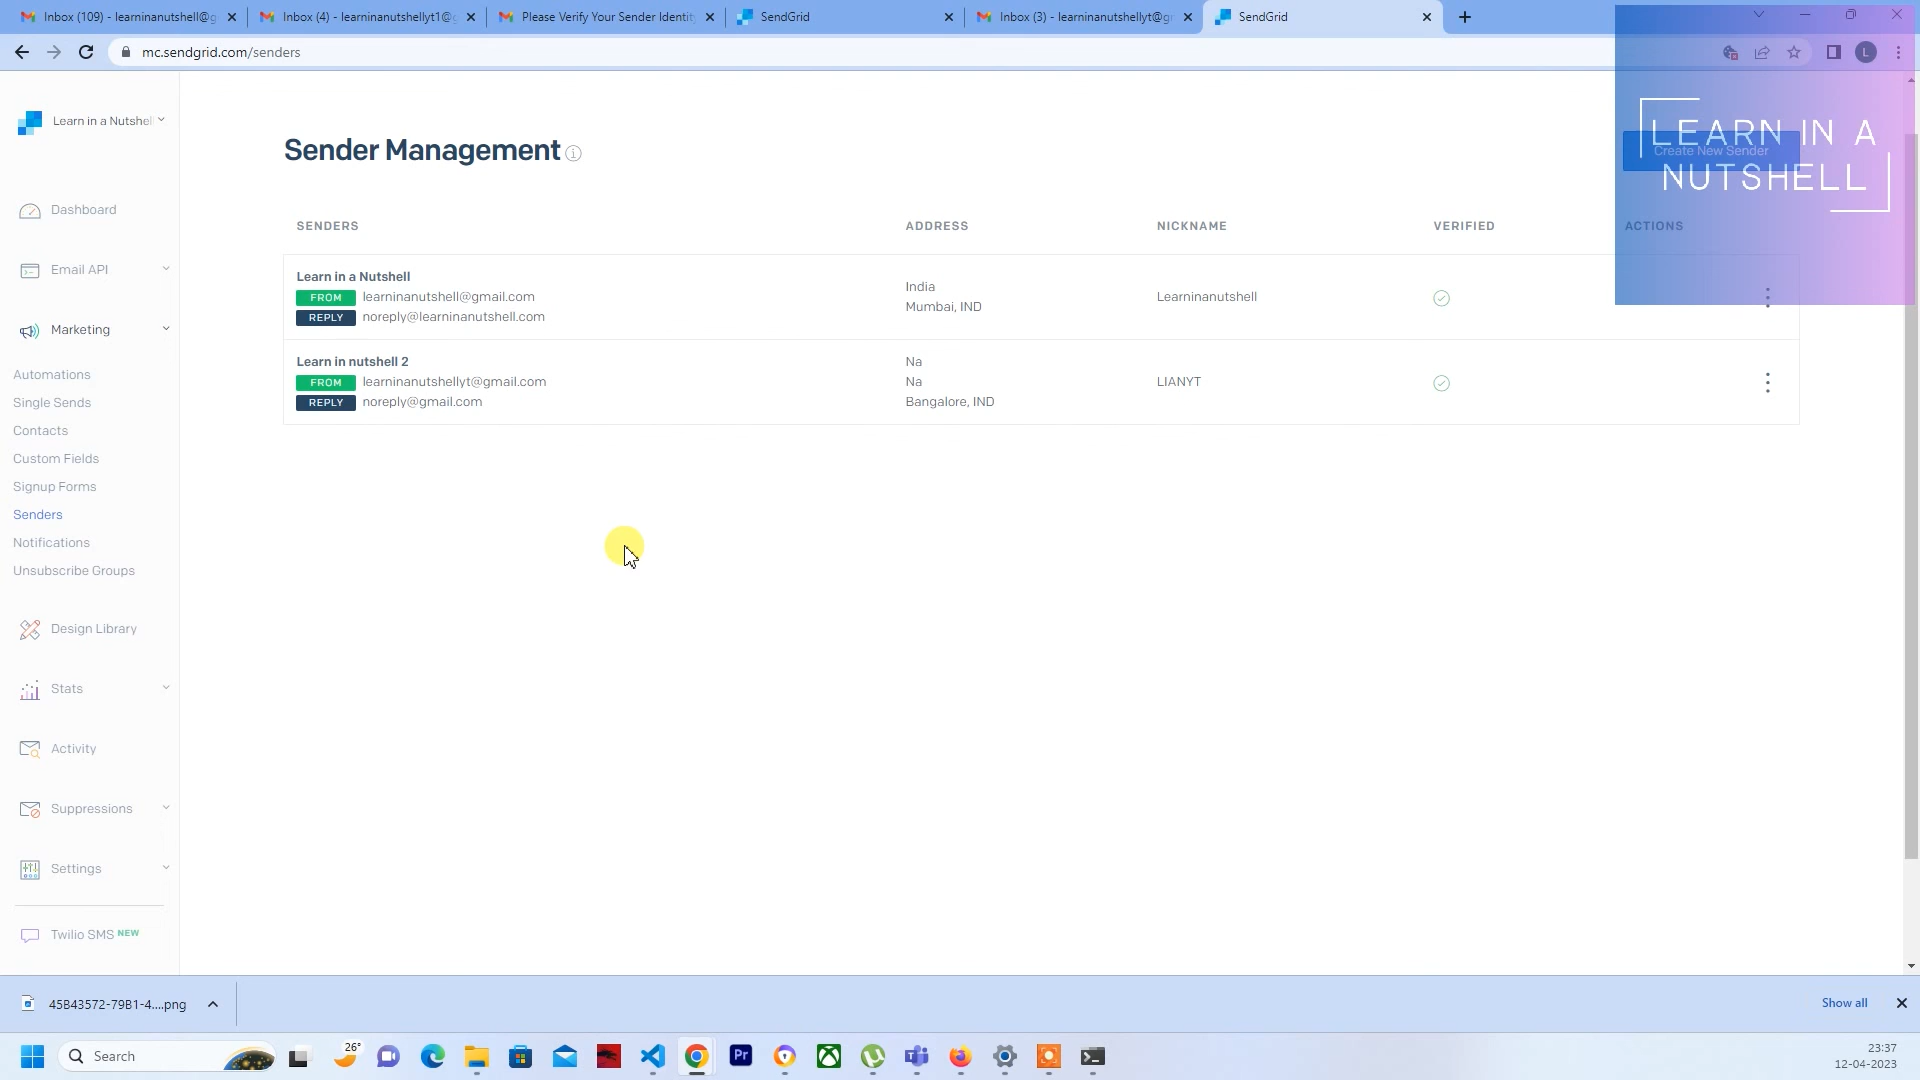 Inbox (109) - learninanutshell@g
Inbox (4) - learninanutshellyt1@g
Please Verify Your Sender Identit
SendGrid
Inbox (3) - learninanutshellyt@g
SendGrid
mc.sendgrid.com/senders
L
LEARN IN A
NUTSHELL
Create New Sender
Learn in a Nutshel
Dashboard
Email API
Marketing
Automations
Single Sends
Contacts
Custom Fields
Signup Forms
Senders
Notifications
Unsubscribe Groups
Design Library
Stats
Activity
Suppressions
Settings
Twilio SMS NEW
Sender Management
SENDERS ADDRESS NICKNAME VERIFIED ACTIONS
Learn in a Nutshell
FROM learninanutshell@gmail.com
REPLY noreply@learninanutshell.com
India
Mumbai, IND
Learninanutshell
Learn in nutshell 2
FROM learninanutshellyt@gmail.com
REPLY noreply@gmail.com
Na
Na
Bangalore, IND
LIANYT
45B43572-79B1-4....png
Show all
Search
26°
Pr
23:37
12-04-2023